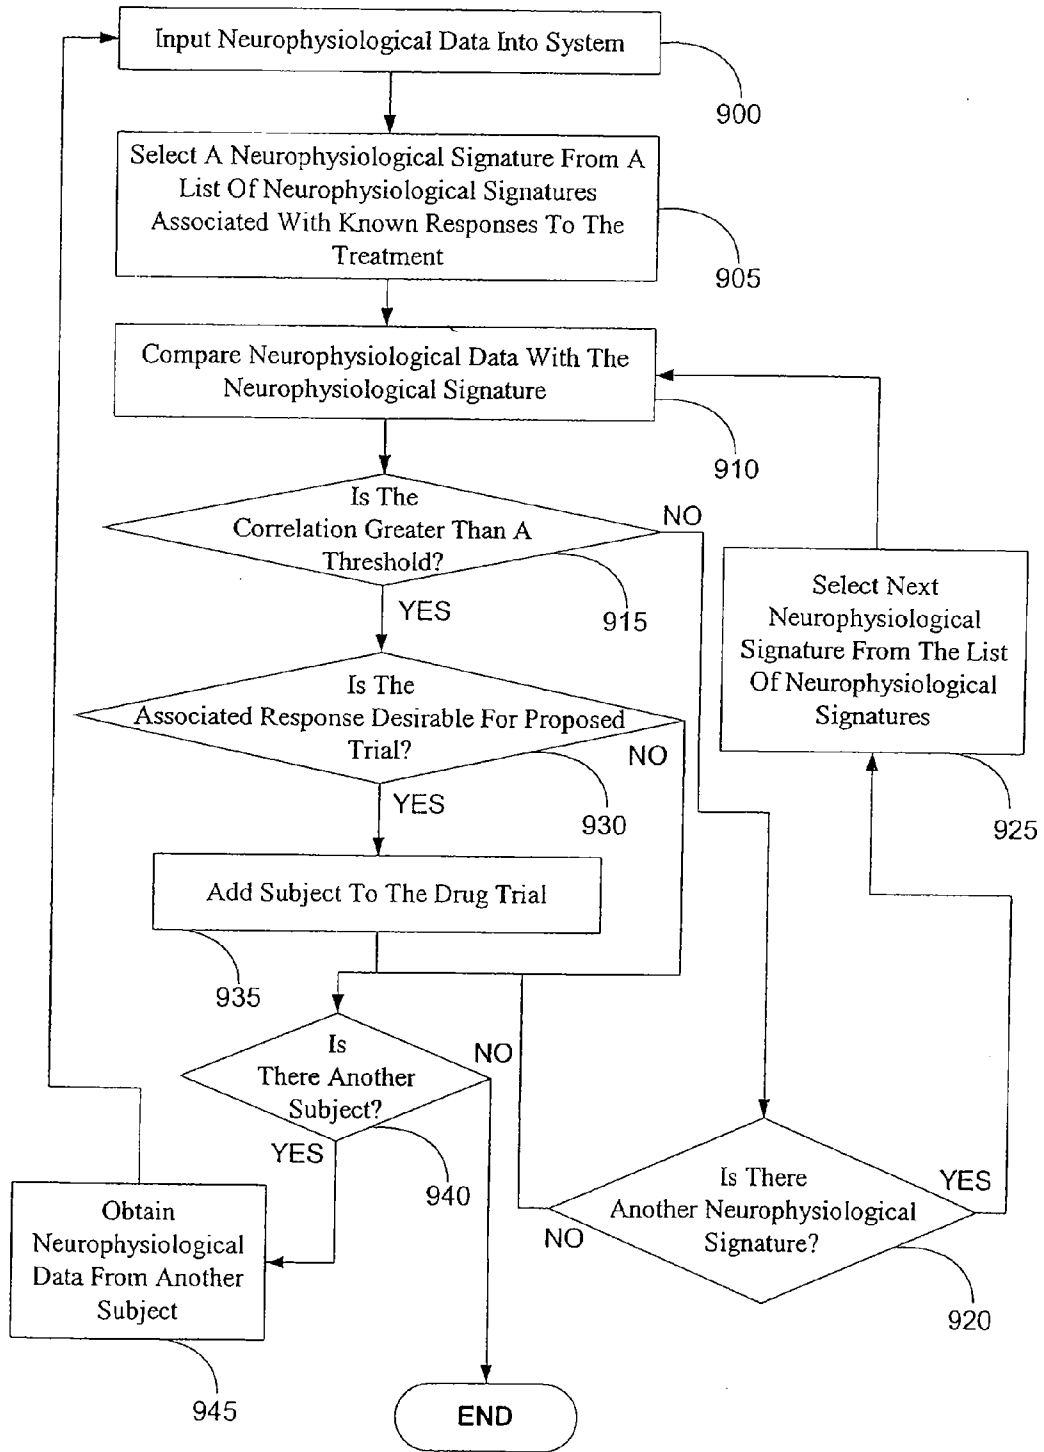 Input Neurophysiological Data Into System
900
Select A Neurophysiological Signature From A
List Of Neurophysiological Signatures
Associated With Known Responses To The
Treatment
905
Compare Neurophysiological Data With The
Neurophysiological Signature
910
Is The
Correlation Greater Than A
Threshold?
NO
915
YES
Select Next
Neurophysiological
Signature From The List
Of Neurophysiological
Signatures
925
Is The
Associated Response Desirable For Proposed
Trial?
NO
930
YES
Add Subject To The Drug Trial
935
Is
There Another
Subject?
NO
940
YES
Is There
Another Neurophysiological
Signature?
YES
NO
920
Obtain
Neurophysiological
Data From Another
Subject
945
END